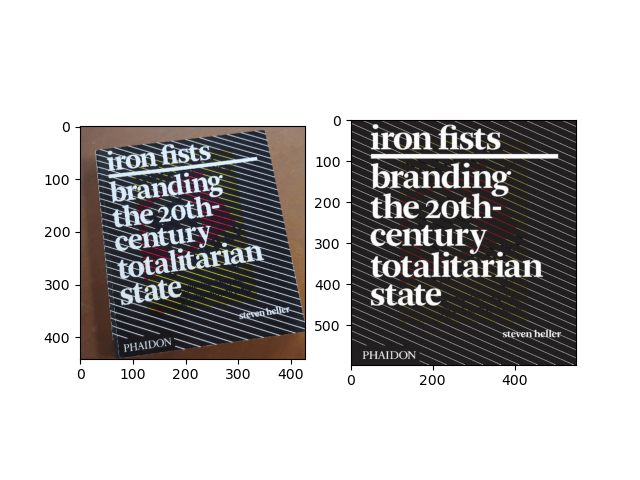 0
100
200
300
400
0
100
200
300
400
iron fists
branding
the 20th-
century
totalitarian
state
steven heller
PHAIDON
0
100
200
300
400
500
0
200
400
iron fists
branding
the 20th-
century
totalitarian
state
steven heller
PHAIDON